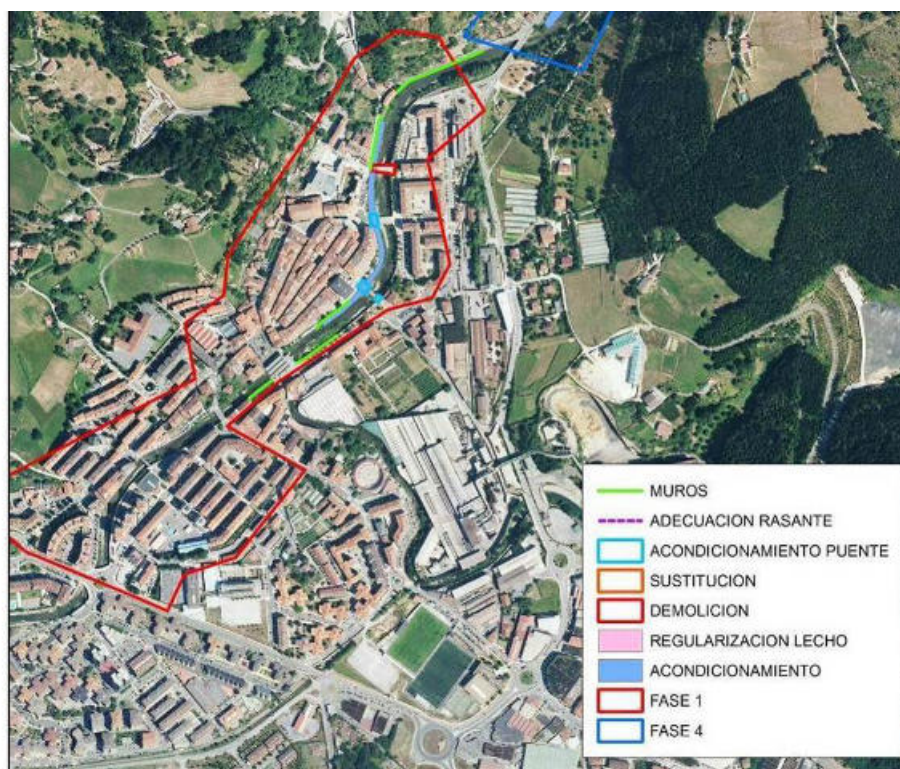 MUROS
ADECUACION RASANTE
ACONDICIONAMIENTO PUENTE
SUSTITUCION
DEMOLICION
REGULARIZACION LECHO
ACONDICIONAMIENTO
FASE 1
FASE 4